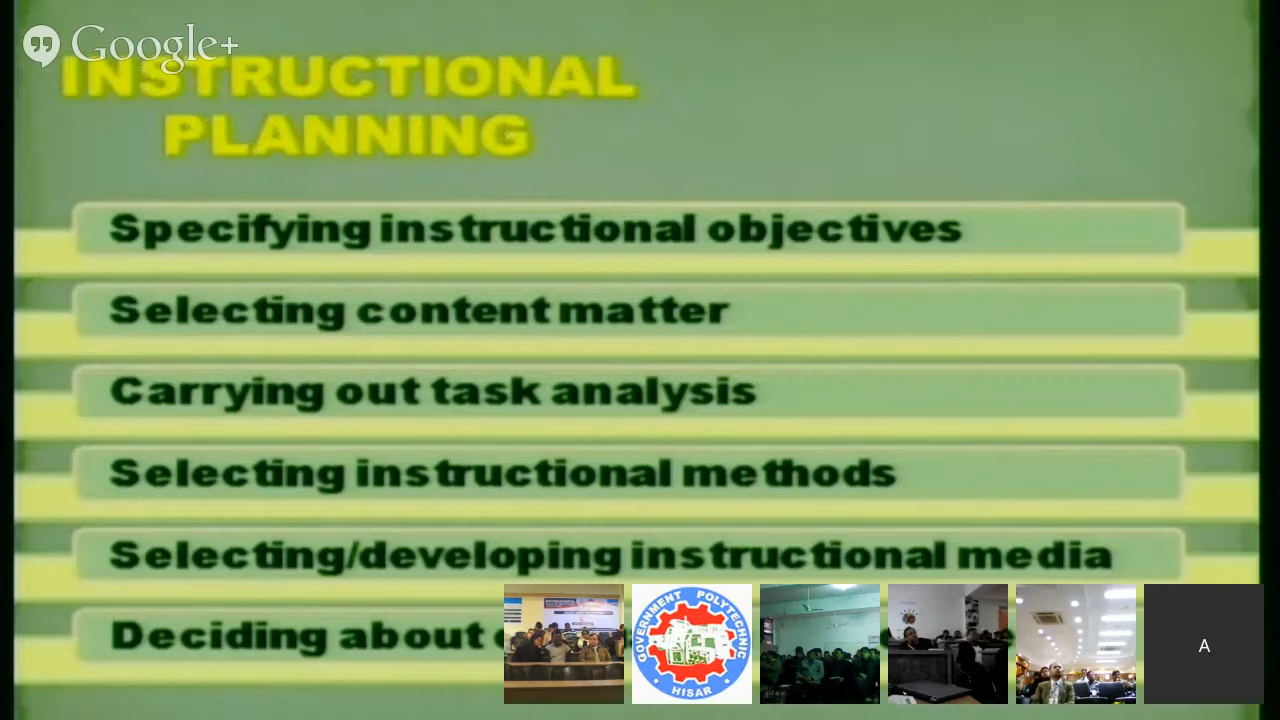 Google+
INSTRUCTIONAL
PLANNING
Specifying instructional objectives
Selecting content matter
Carrying out task analysis
Selecting instructional methods
Selecting/developing instructional media
Deciding about
GOVERNMENT POLYTECHNIC
HISAR
A